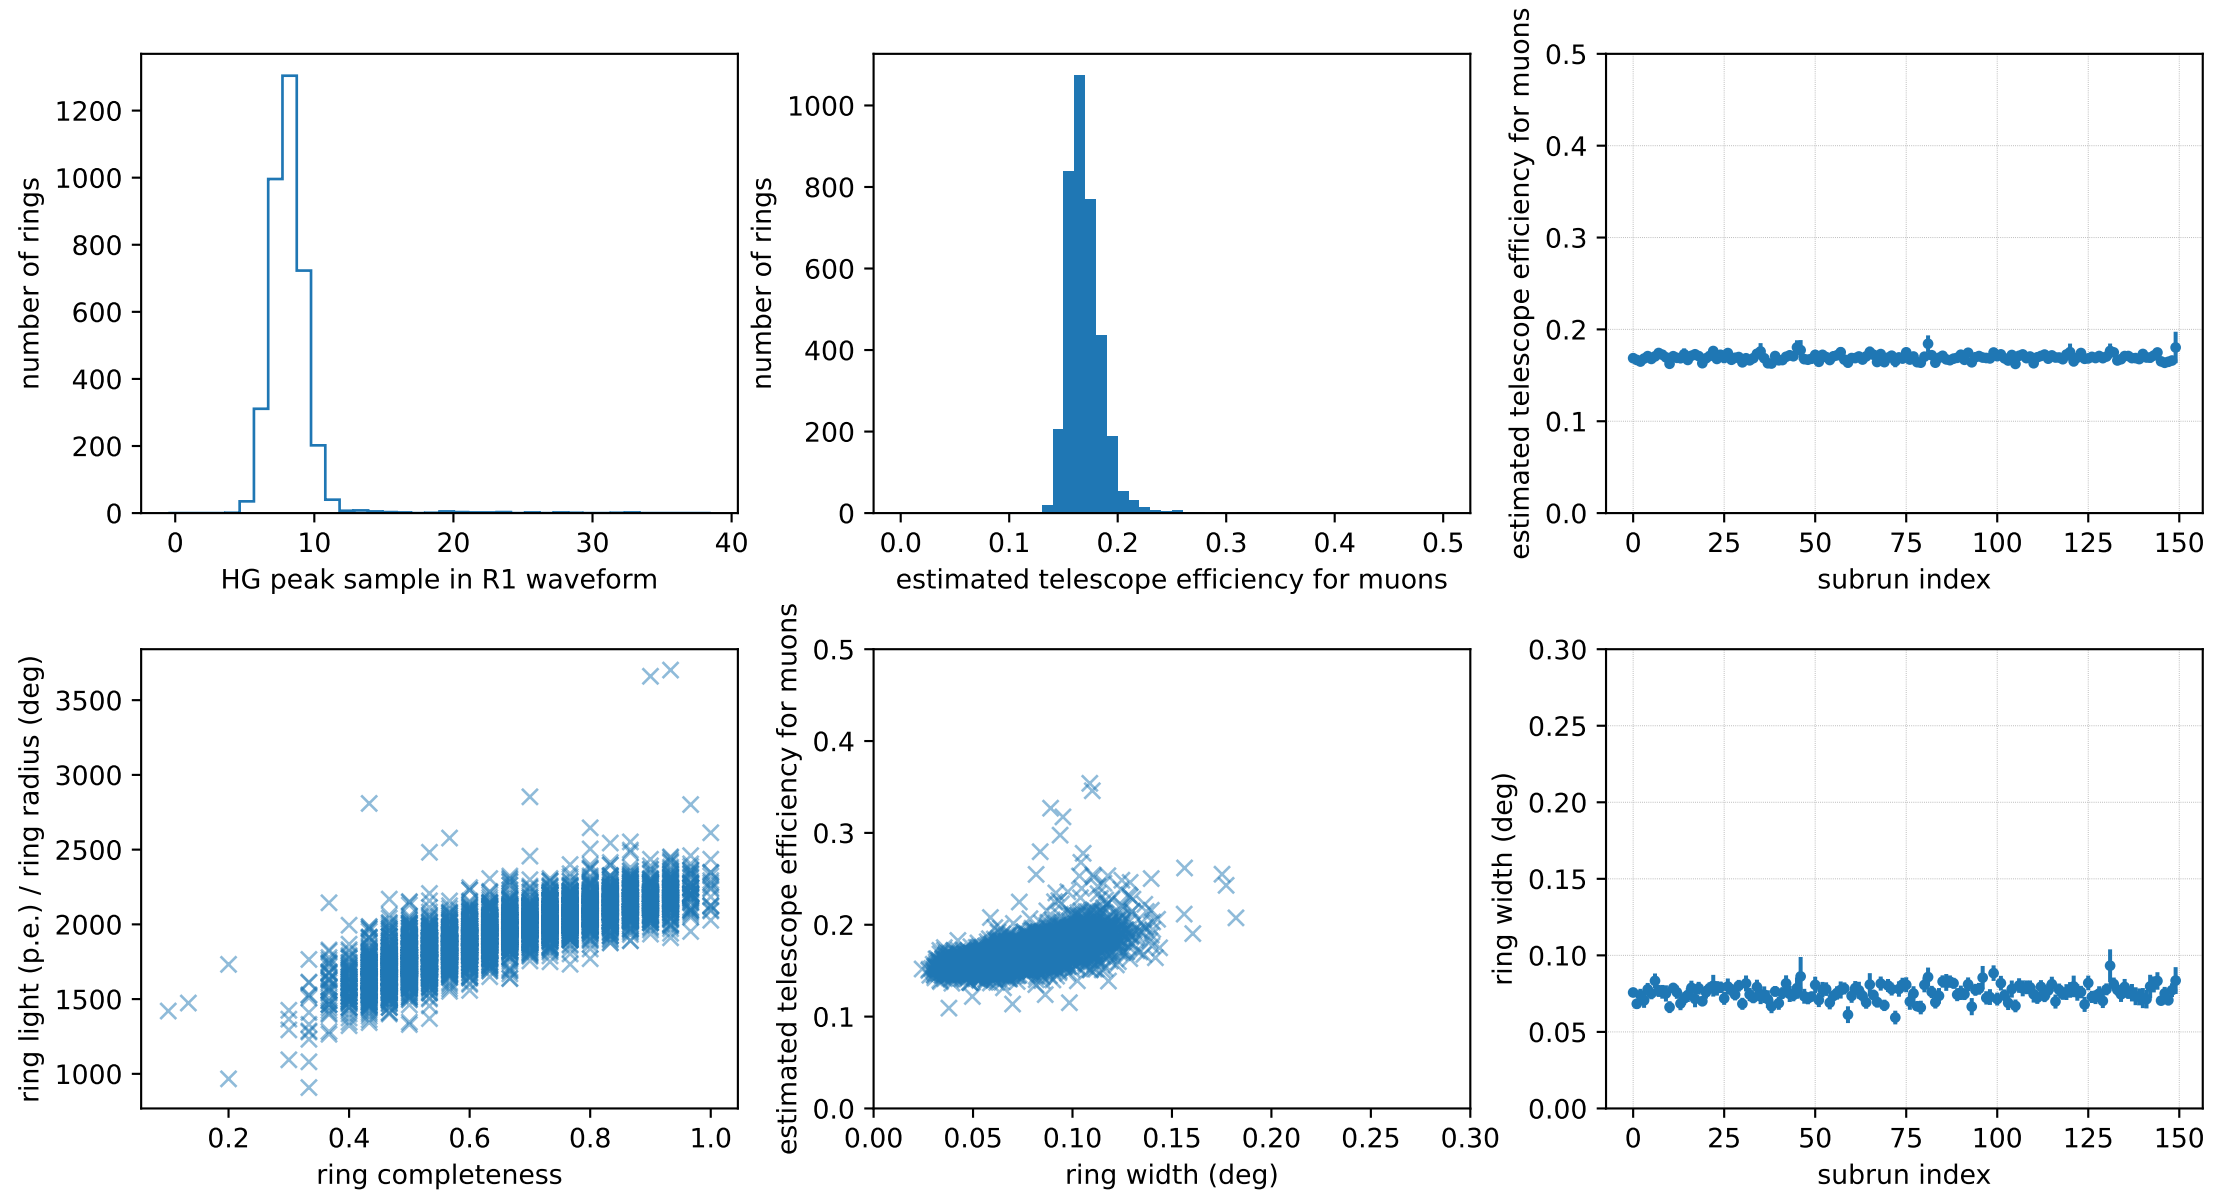 number of rings
1200
1000
800
600
400
200
0
0 10 20 30 40
HG peak sample in R1 waveform
number of rings
1000
800
600
400
200
0
0.0 0.1 0.2 0.3 0.4 0.5
estimated telescope efficiency for muons
estimated telescope efficiency for muons
0.5
0.4
0.3
0.2
0.1
0.0
0 25 50 75 100 125 150
subrun index
ring light (p.e.) / ring radius (deg)
3500
3000
2500
2000
1500
1000
0.2 0.4 0.6 0.8 1.0
ring completeness
estimated telescope efficiency for muons
0.5
0.4
0.3
0.2
0.1
0.0
0.00 0.05 0.10 0.15 0.20 0.25 0.30
ring width (deg)
ring width (deg)
0.30
0.25
0.20
0.15
0.10
0.05
0.00
0 25 50 75 100 125 150
subrun index